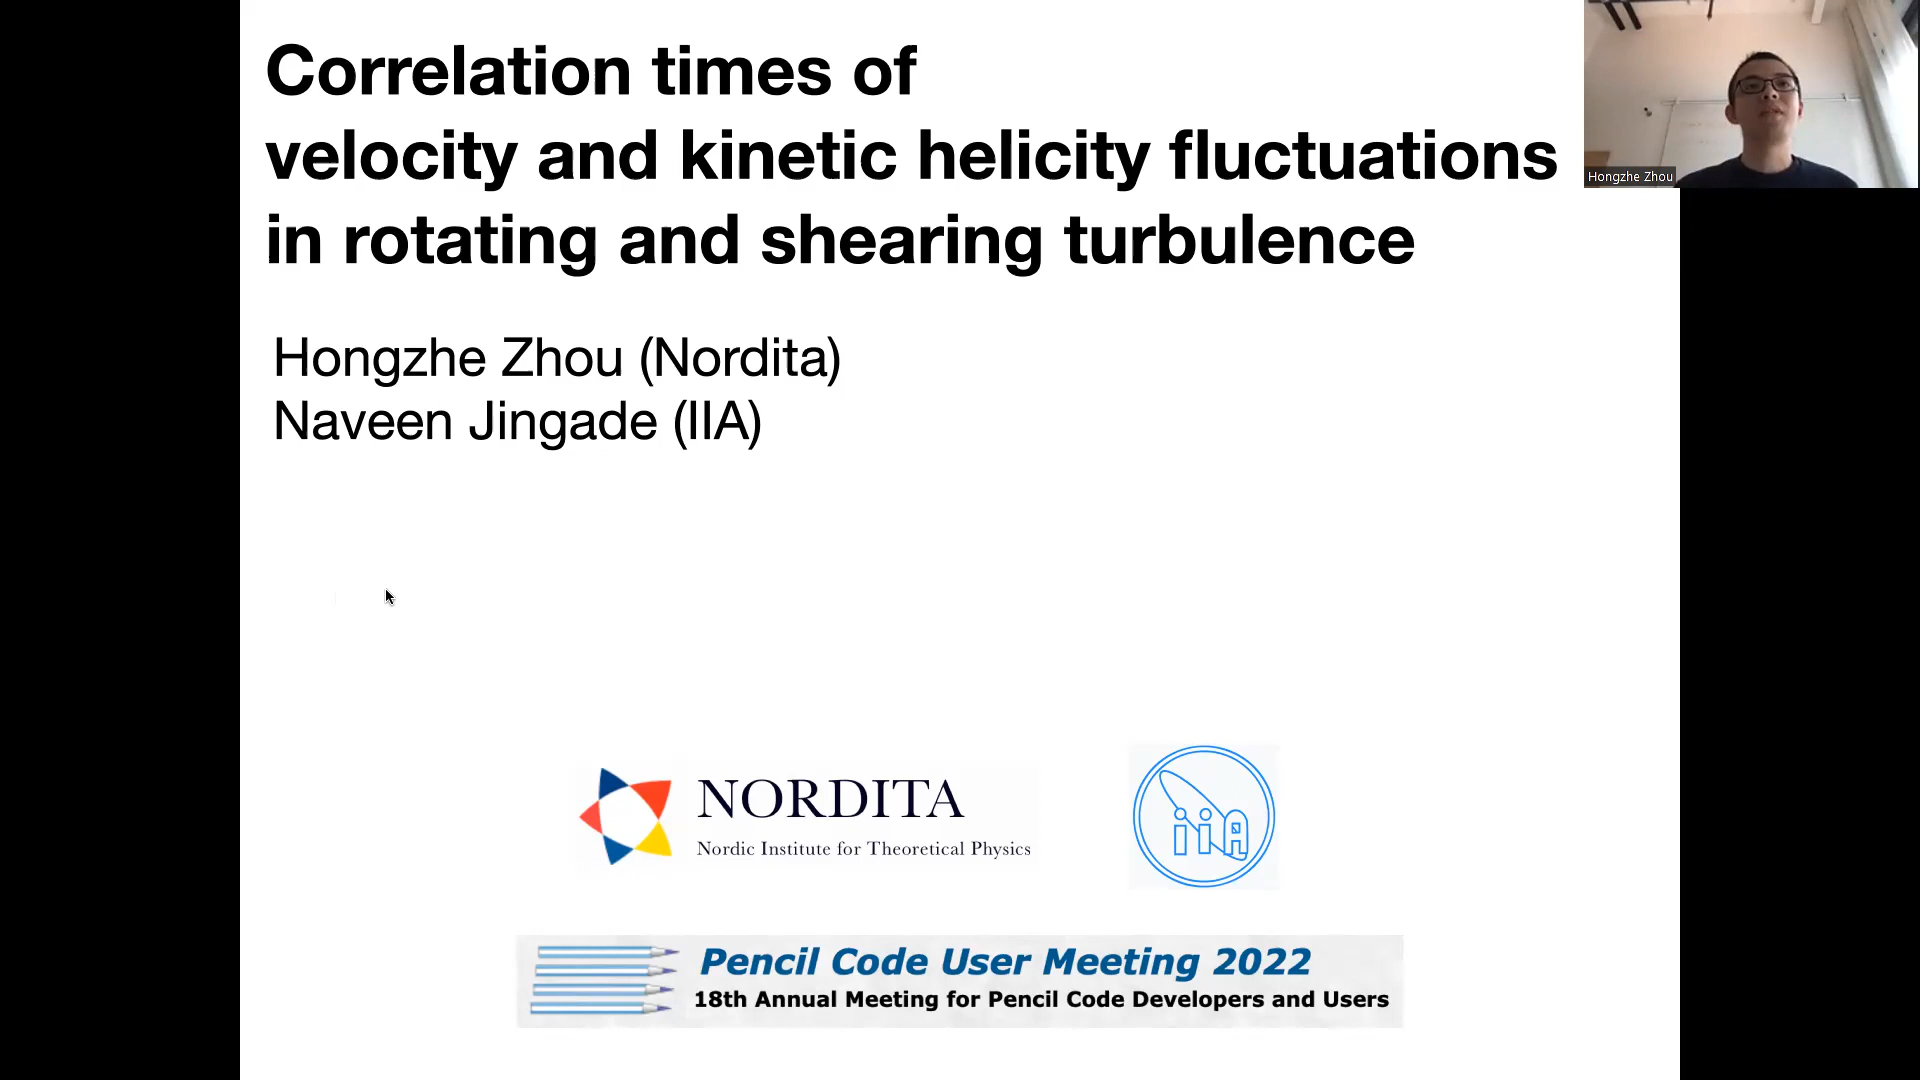 Correlation times of
velocity and kinetic helicity fluctuations
in rotating and shearing turbulence
Hongzhe Zhou
Hongzhe Zhou (Nordita)
Naveen Jingade (IIA)
NORDITA
Nordic Institute for Theoretical Physics
iiA
Pencil Code User Meeting 2022
18th Annual Meeting for Pencil Code Developers and Users